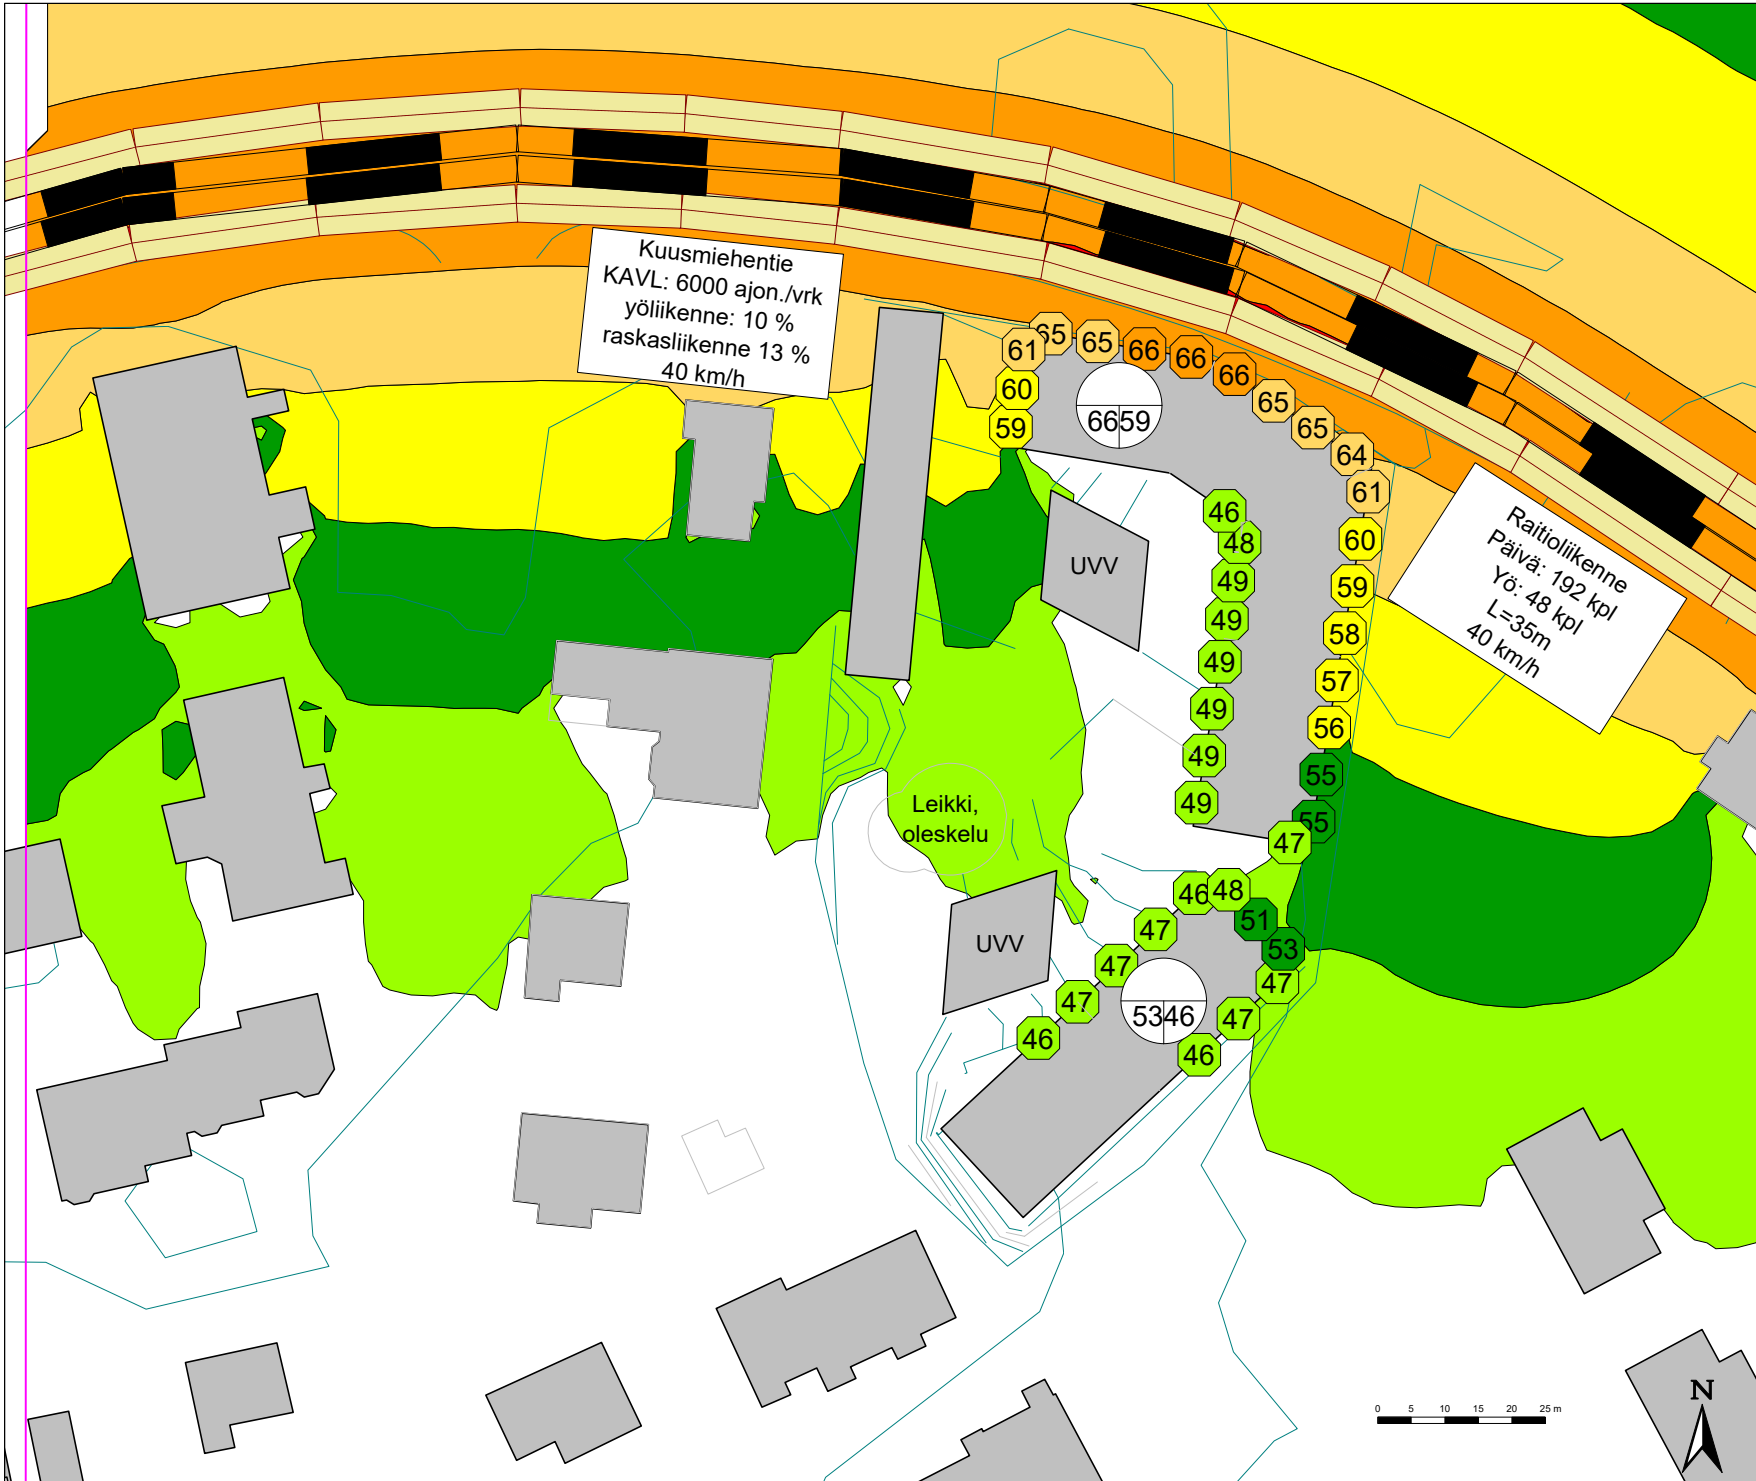 Kuusmiehentie
KAVL: 6000 ajon./vrk
yöliikenne: 10 %
raskasliikenne 13 %
40 km/h
65
65
61
66
66
66
60
65
59
66 59
65
64
61
46
48
60
Raitioliikenne
Päivä: 192 kpl
Yö: 48 kpl
L=35m
40 km/h
UVV
49
59
49
58
49
57
49
56
49
55
49
55
Leikki,
oleskelu
47
46
48
51
47
53
UVV
47
47
47
53 46
47
46
46
N
0 5 10 15 20 25 m